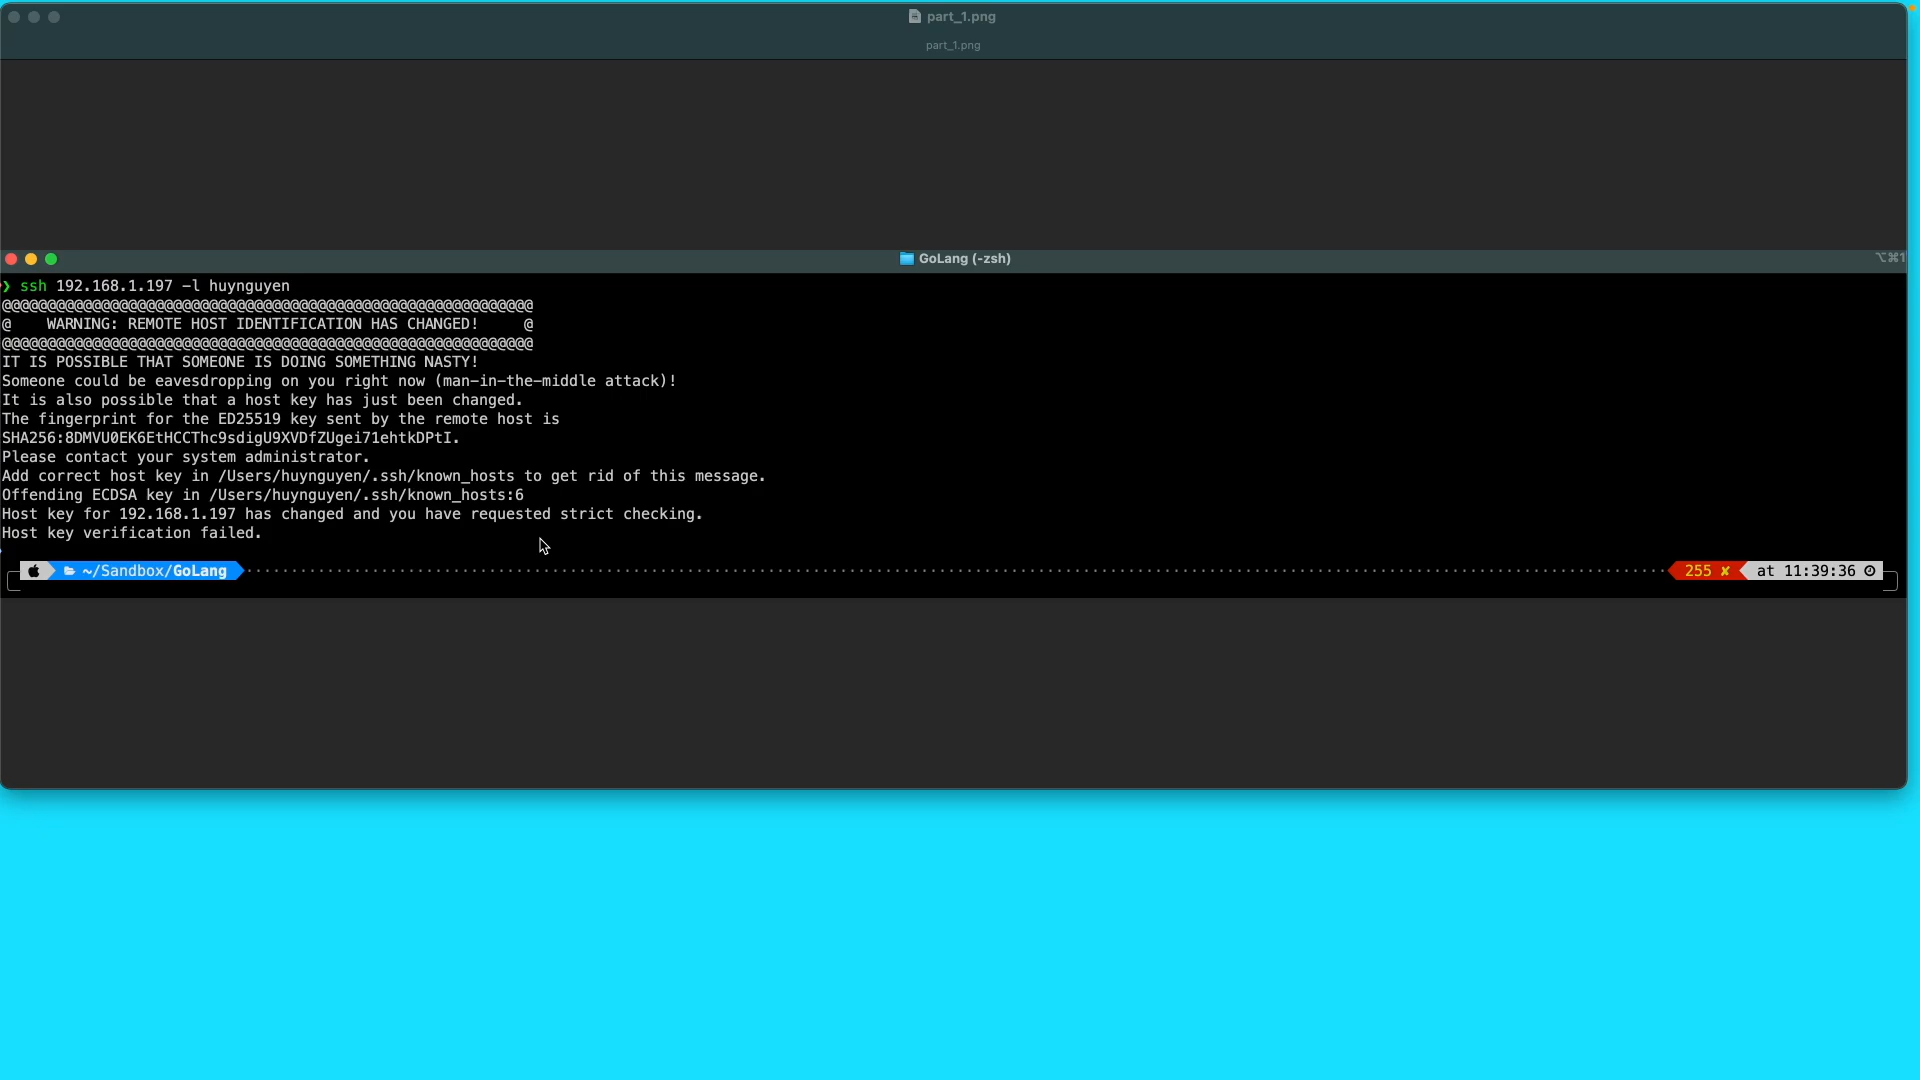 part_1.png
part_1.png
GoLang (-zsh)
⌥⌘1
❯ ssh 192.168.1.197 -l huynguyen
@@@@@@@@@@@@@@@@@@@@@@@@@@@@@@@@@@@@@@@@@@@@@@@@@@@@@@@@@@@
@    WARNING: REMOTE HOST IDENTIFICATION HAS CHANGED!     @
@@@@@@@@@@@@@@@@@@@@@@@@@@@@@@@@@@@@@@@@@@@@@@@@@@@@@@@@@@@
IT IS POSSIBLE THAT SOMEONE IS DOING SOMETHING NASTY!
Someone could be eavesdropping on you right now (man-in-the-middle attack)!
It is also possible that a host key has just been changed.
The fingerprint for the ED25519 key sent by the remote host is
SHA256:8DMVU0EK6EtHCCThc9sdigU9XVDfZUgei71ehtkDPtI.
Please contact your system administrator.
Add correct host key in /Users/huynguyen/.ssh/known_hosts to get rid of this message.
Offending ECDSA key in /Users/huynguyen/.ssh/known_hosts:6
Host key for 192.168.1.197 has changed and you have requested strict checking.
Host key verification failed.
~/Sandbox/GoLang 255 ✘ at 11:39:36